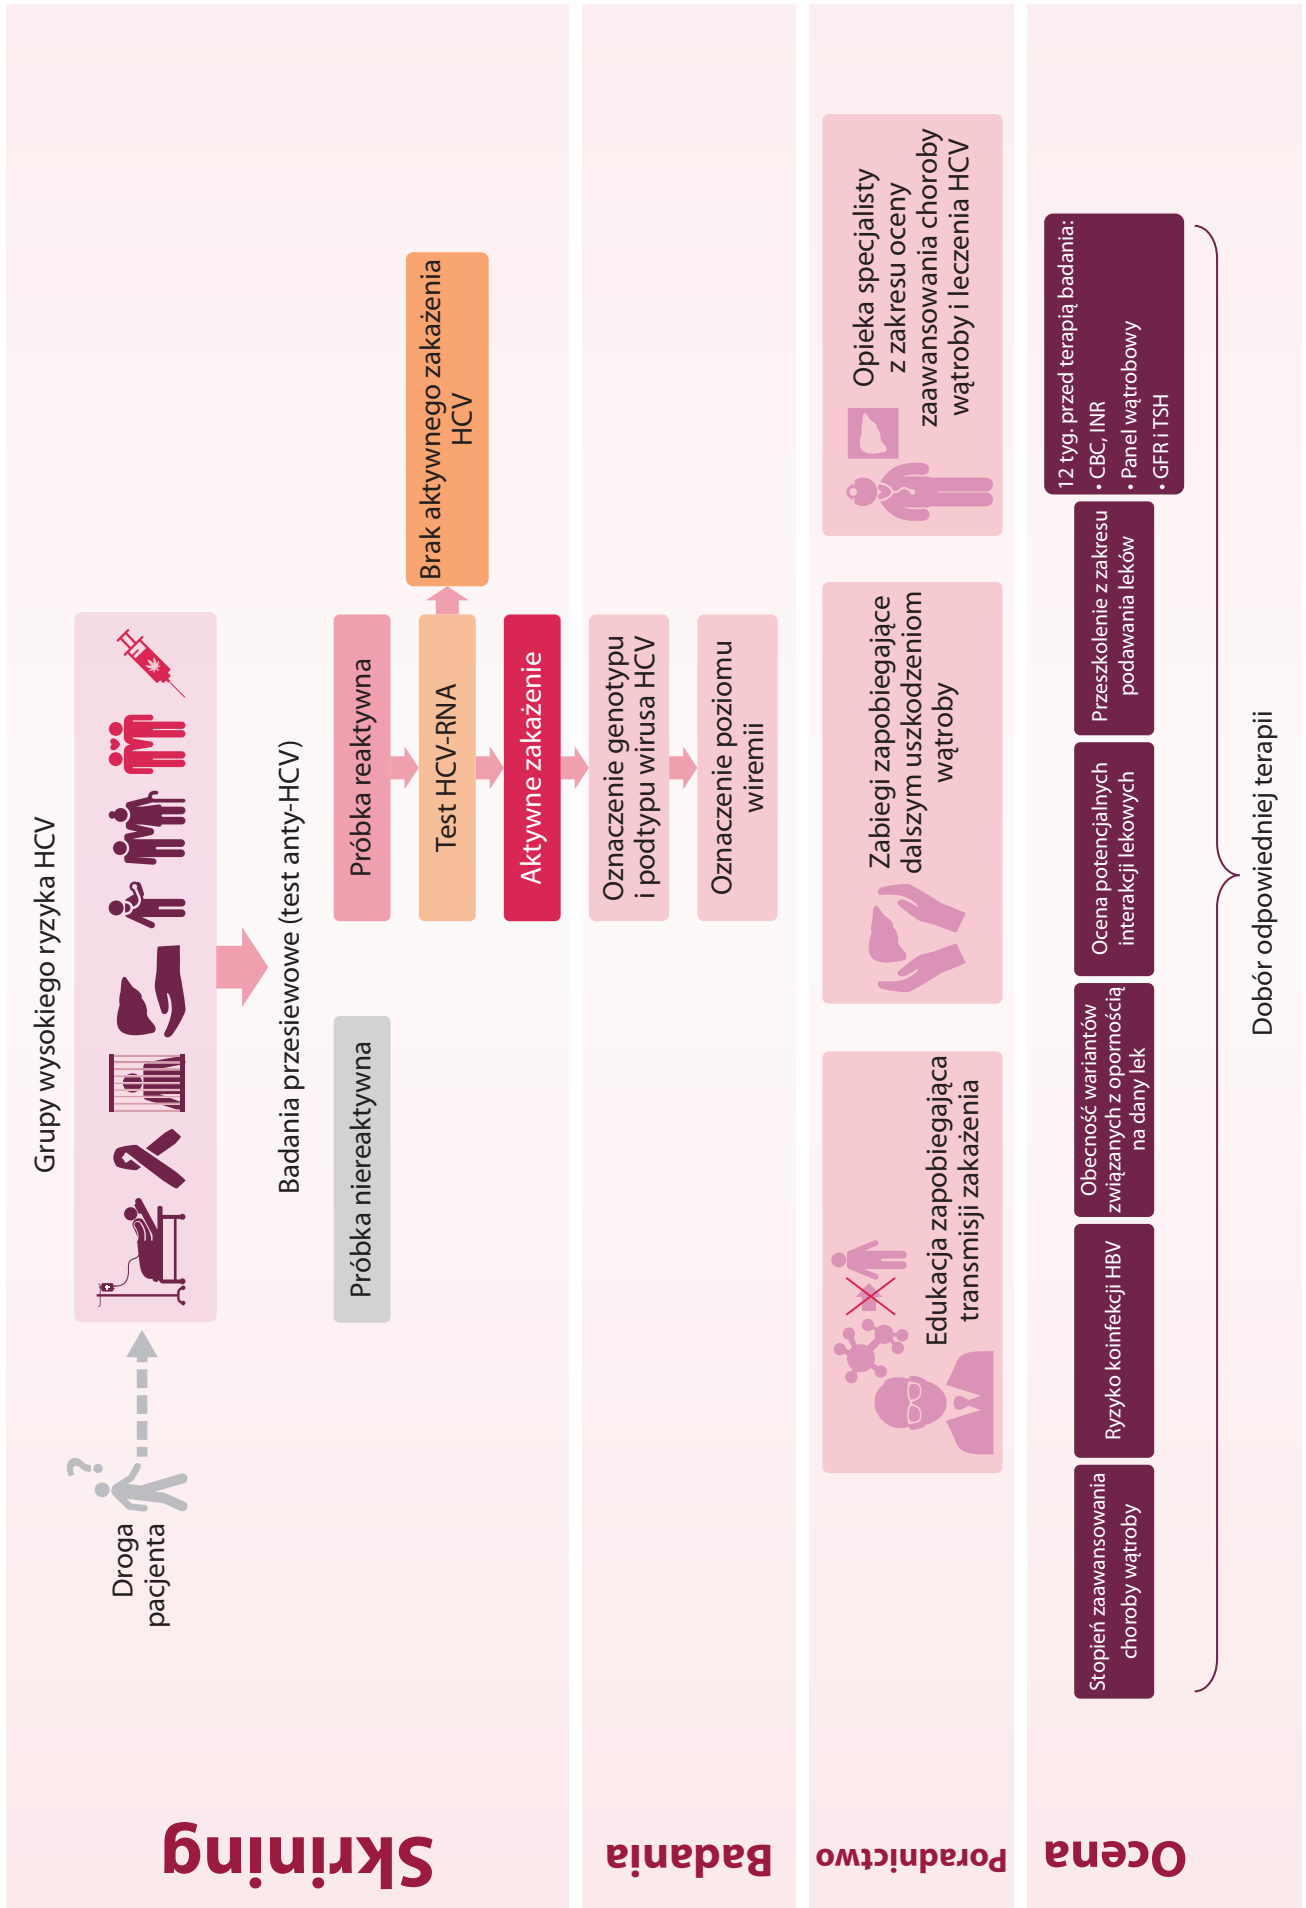 Skrining
Droga
pacjenta
?
Grupy wysokiego ryzyka HCV
Badania przesiewowe (test anty-HCV)
Próbka niereaktywna
Próbka reaktywna
Test HCV-RNA
Brak aktywnego zakażenia
HCV
Aktywne zakażenie
Badania
Oznaczenie genotypu
i podtypu wirusa HCV
Oznaczenie poziomu
wiremii
Poradnictwo
Edukacja zapobiegająca
transmisji zakażenia
Zabiegi zapobiegające
dalszym uszkodzeniom
wątroby
Opieka specjalisty
z zakresu oceny
zaawansowania choroby
wątroby i leczenia HCV
Ocena
Stopień zaawansowania
choroby wątroby
Ryzyko koinfekcji HBV
Obecność wariantów
związanych z opornością
na dany lek
Ocena potencjalnych
interakcji lekowych
Przeszkolenie z zakresu
podawania leków
12 tyg. przed terapią badania:
• CBC, INR
• Panel wątrobowy
• GFR i TSH
Dobór odpowiedniej terapii